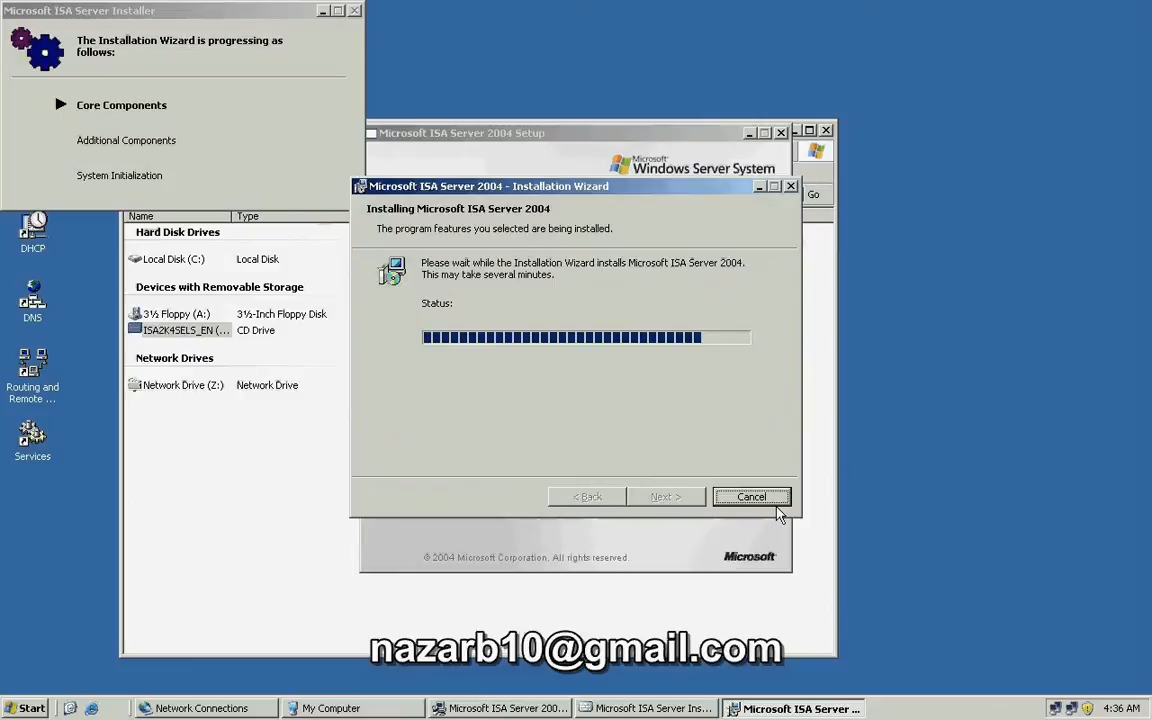 Microsoft ISA Server Installer
The Installation Wizard is progressing as
follows:
Core Components
Additional Components
System Initialization
Microsoft ISA Server 2004 Setup
Microsoft
Windows Server System
Go
Microsoft ISA Server 2004 - Installation Wizard
Installing Microsoft ISA Server 2004
The program features you selected are being installed.
Please wait while the Installation Wizard installs Microsoft ISA Server 2004.
This may take several minutes.
Status:
< Back
Next >
Cancel
Name
Type
Hard Disk Drives
Local Disk (C:)
Local Disk
Devices with Removable Storage
3½ Floppy (A:)
3½-Inch Floppy Disk
ISA2K4SELS_EN (...
CD Drive
Network Drives
Network Drive (Z:)
Network Drive
DHCP
DNS
Routing and
Remote ...
Services
© 2004 Microsoft Corporation. All rights reserved.
Microsoft
nazarb10@gmail.com
Start
Network Connections
My Computer
Microsoft ISA Server 200...
Microsoft ISA Server Ins...
Microsoft ISA Server ...
4:36 AM